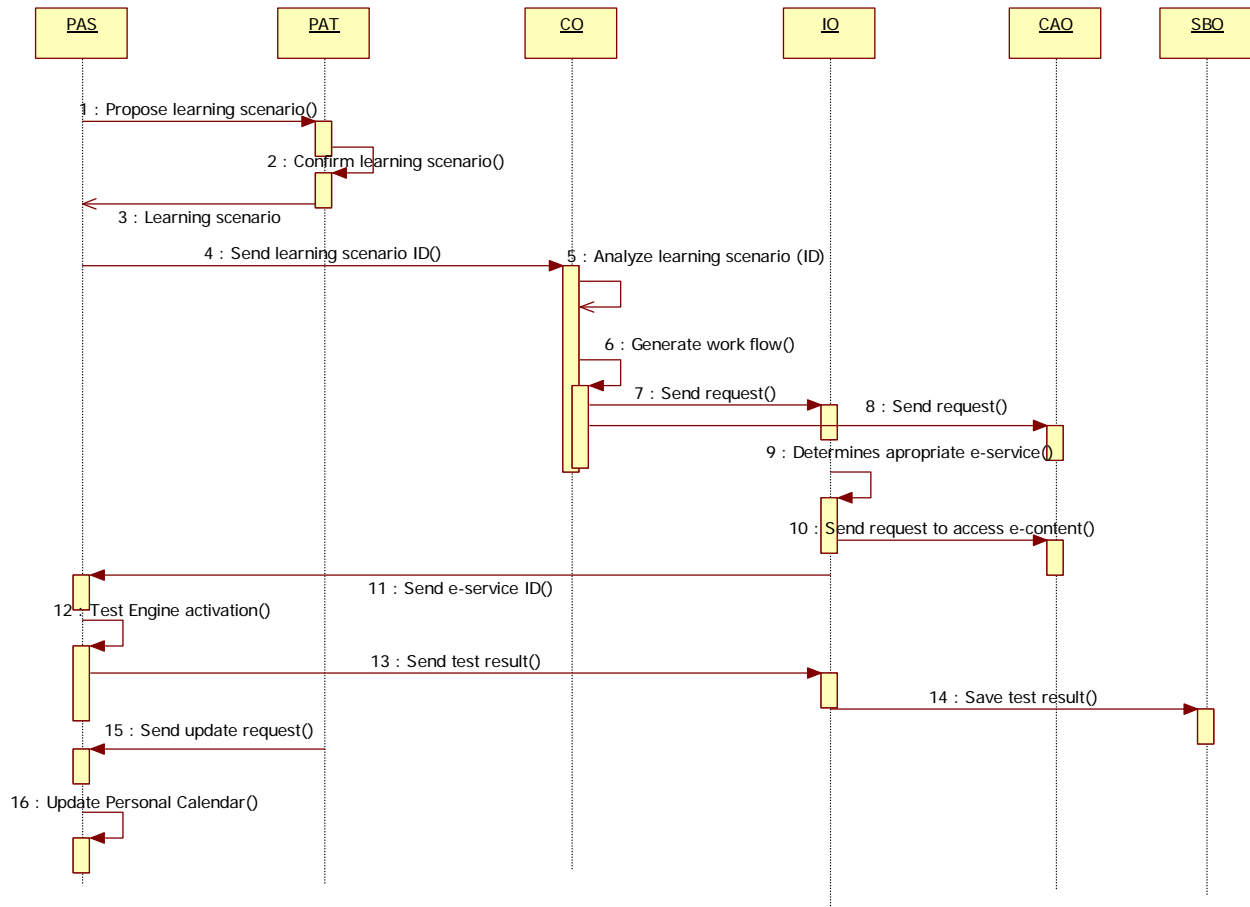 PAS
PAT
CO
IO
CAO
SBO
1 : Propose learning scenario()
2 : Confirm learning scenario()
3 : Learning scenario
4 : Send learning scenario ID()
5 : Analyze learning scenario (ID)
6 : Generate work flow()
7 : Send request()
8 : Send request()
9 : Determines apropriate e-service()
10 : Send request to access e-content()
11 : Send e-service ID()
12 : Test Engine activation()
13 : Send test result()
14 : Save test result()
15 : Send update request()
16 : Update Personal Calendar()